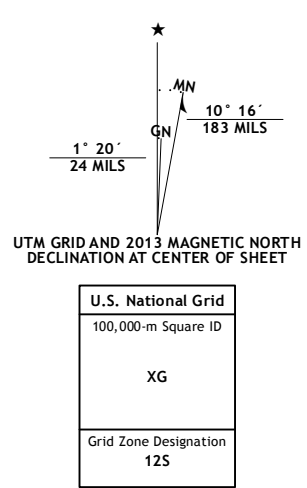 ★
MN
GN
10° 16´
183 MILS
1° 20´
24 MILS
UTM GRID AND 2013 MAGNETIC NORTH
DECLINATION AT CENTER OF SHEET
U.S. National Grid
100,000-m Square ID
XG
Grid Zone Designation
12S